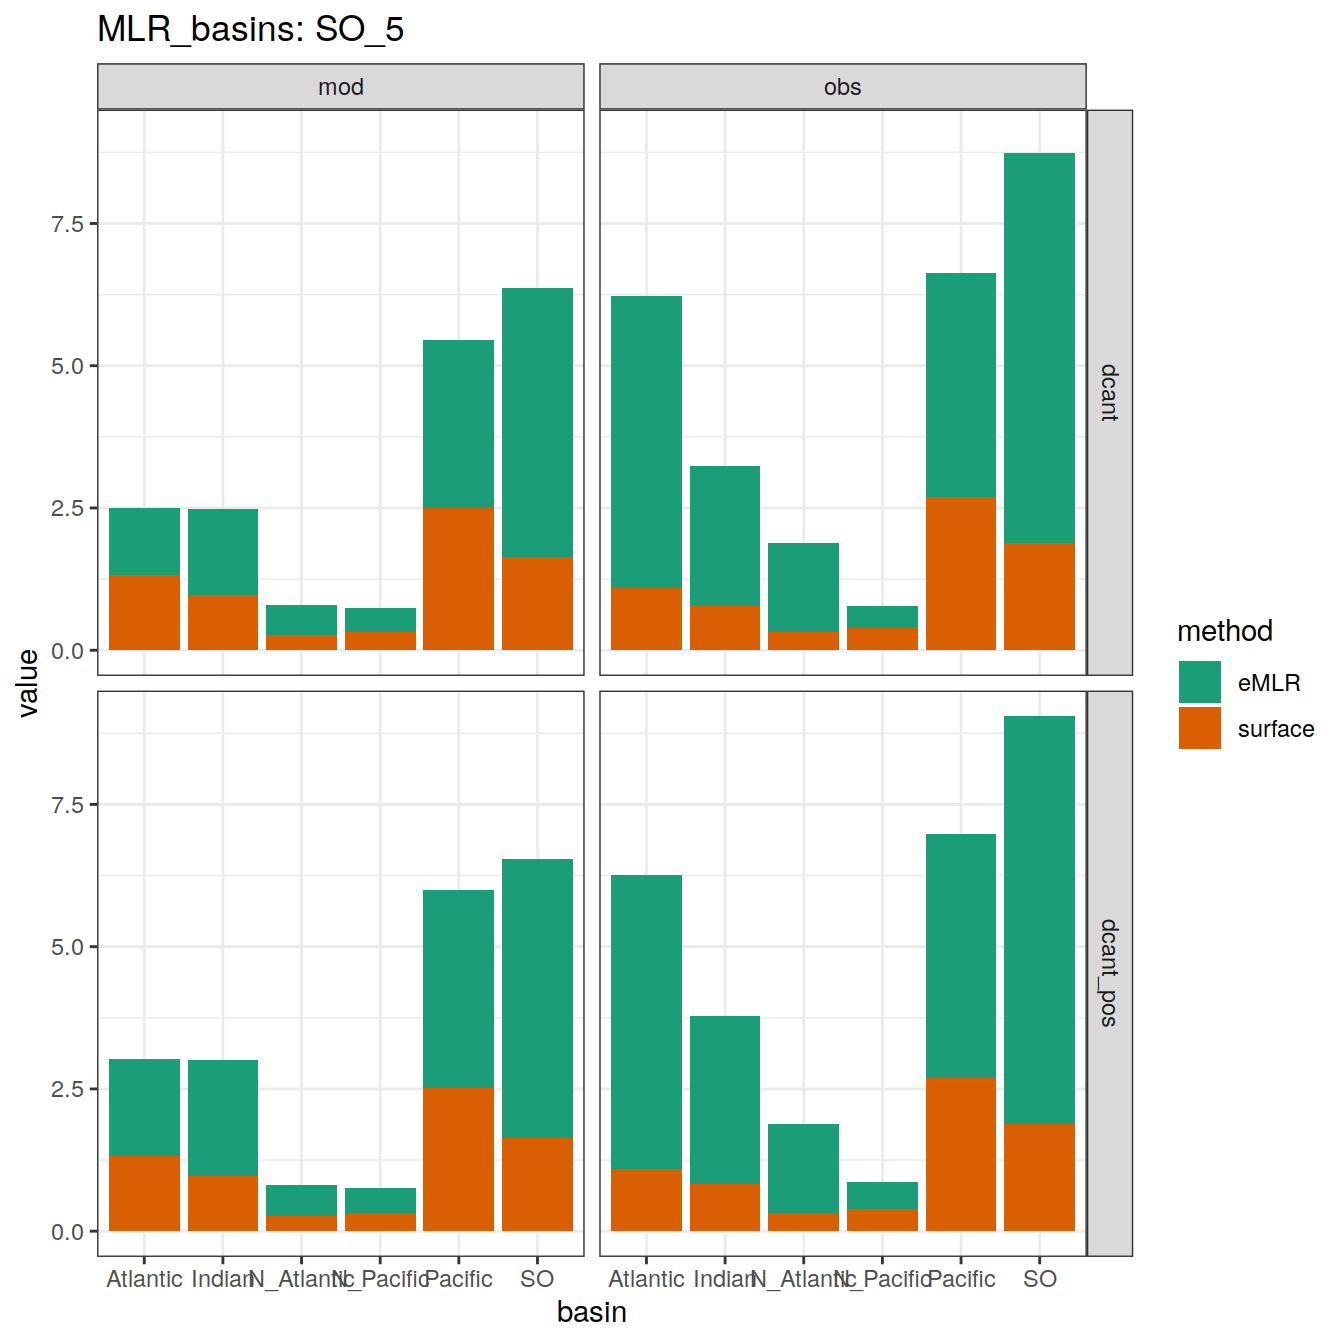 MLR_basins: SO_5
mod
obs
7.5
5.0
2.5
0.0
dcant
7.5
5.0
2.5
0.0
dcant_pos
value
Atlantic Indian N_Atlantic N_Pacific Pacific SO
Atlantic Indian N_Atlantic N_Pacific Pacific SO
basin
method
eMLR
surface